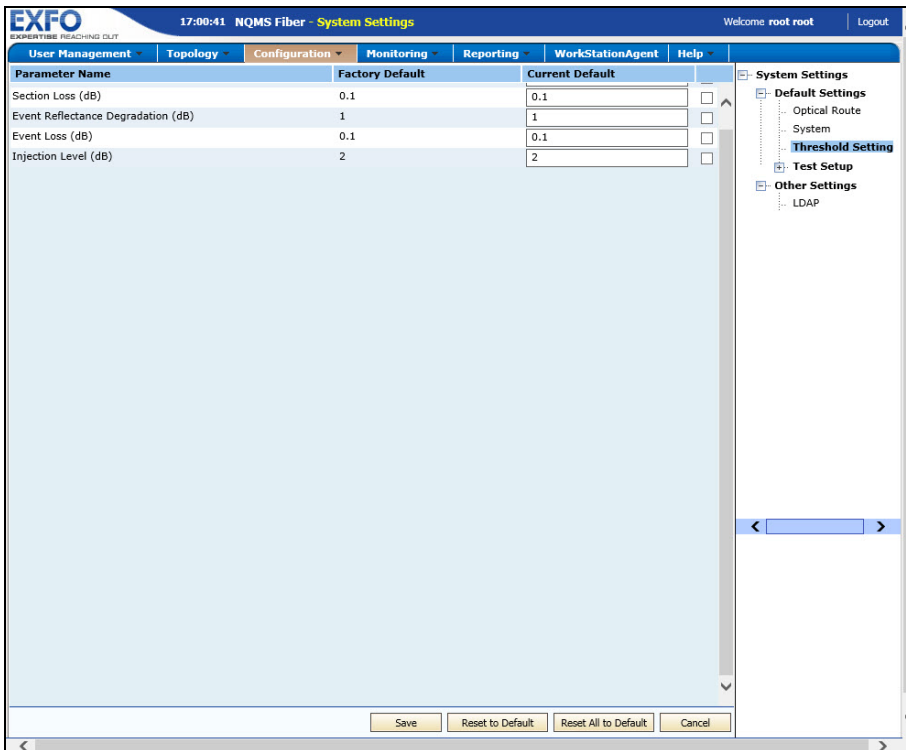 EXFO
EXPERTISE REACHING OUT
17:00:41 NQMS Fiber - System Settings
Welcome root root
Logout
User Management Topology Configuration Monitoring Reporting WorkStationAgent Help
Parameter Name Factory Default Current Default
Section Loss (dB) 0.1 0.1
Event Reflectance Degradation (dB) 1 1
Event Loss (dB) 0.1 0.1
Injection Level (dB) 2 2
System Settings
Default Settings
Optical Route
System
Threshold Setting
Test Setup
Other Settings
LDAP
Save Reset to Default Reset All to Default Cancel